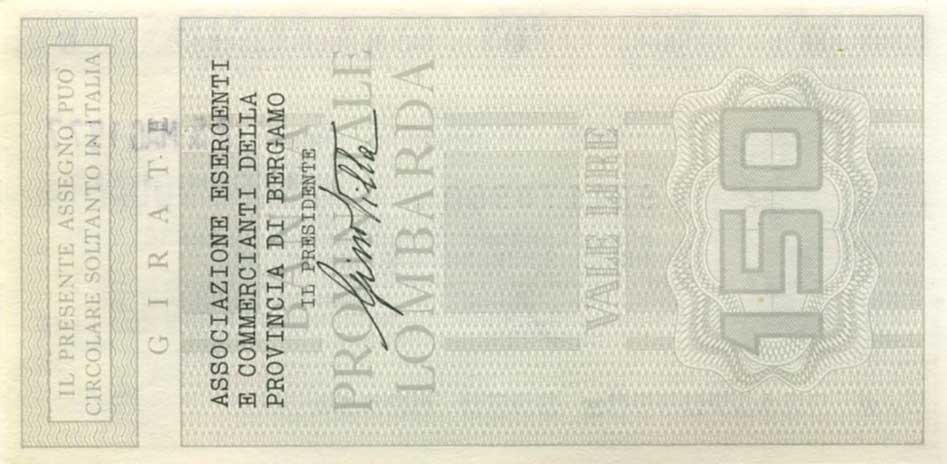 IL PRESENTE ASSEGNO PUO'
CIRCOLARE SOLTANTO IN ITALIA
GIRATE
ASSOCIAZIONE ESERCENTI
E COMMERCIANTI DELLA
PROVINCIA DI BERGAMO
IL PRESIDENTE
BANCA
PROVINCIALE
LOMBARDA
VALE LIRE
150